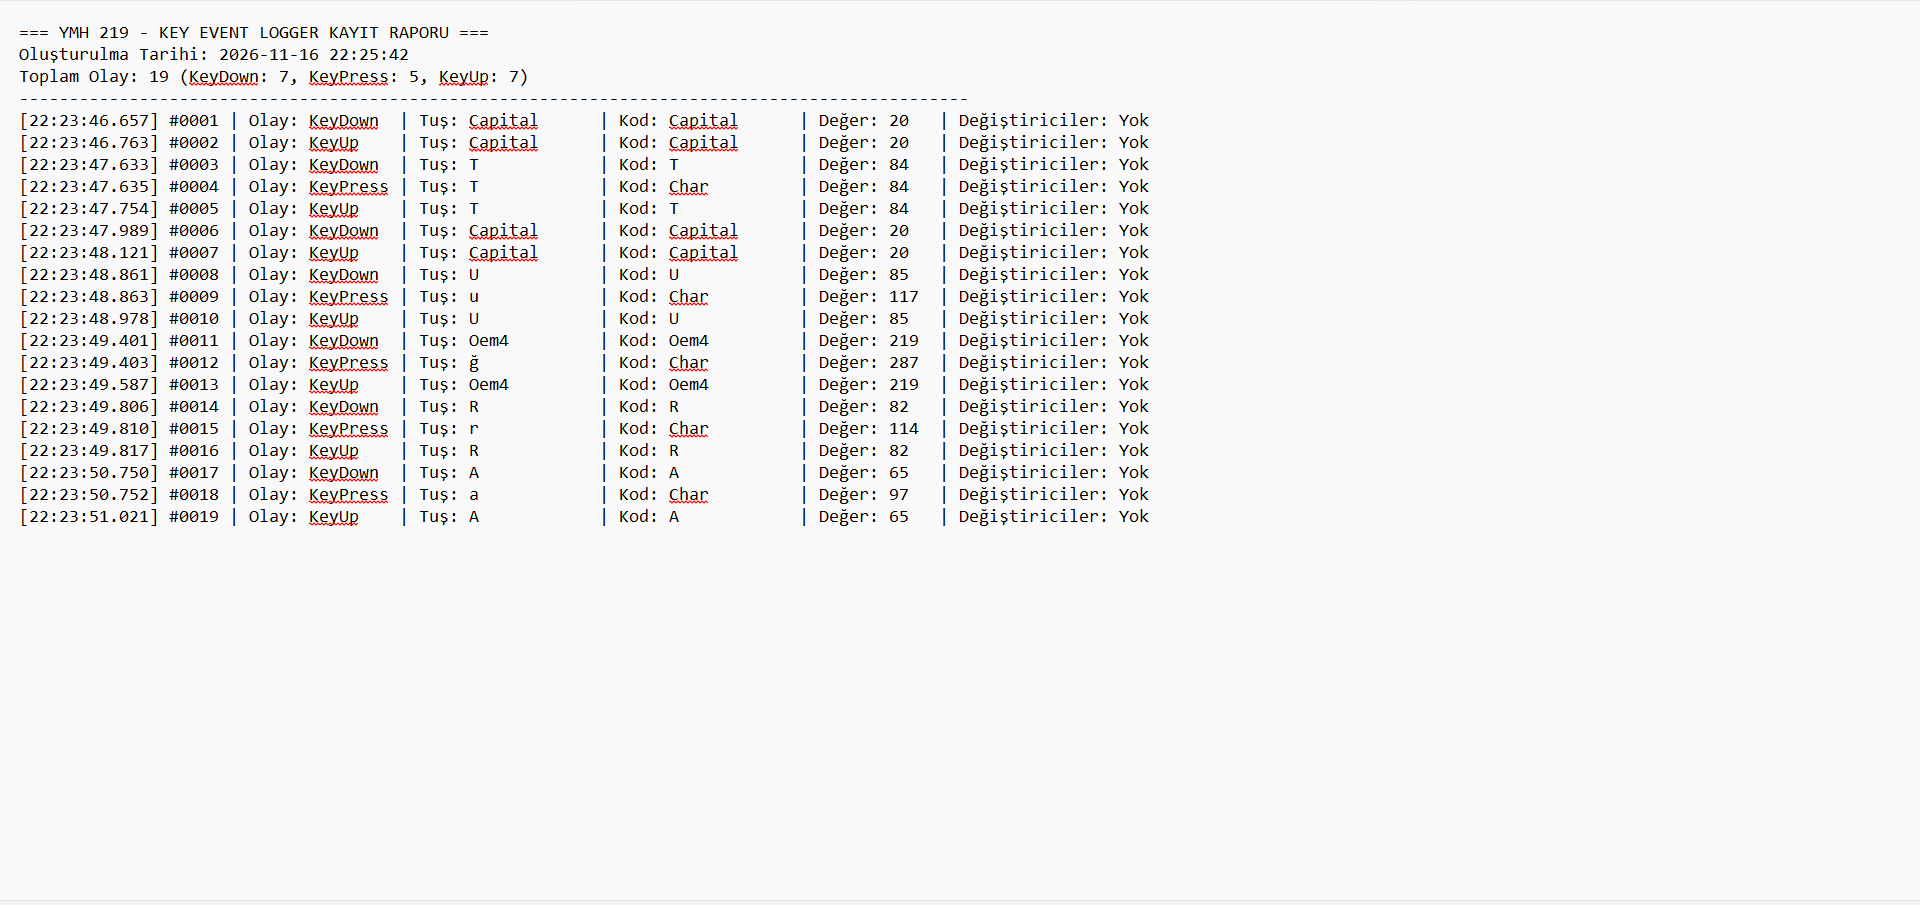 === YMH 219 - KEY EVENT LOGGER KAYIT RAPORU ===
Oluşturulma Tarihi: 2026-11-16 22:25:42
Toplam Olay: 19 (KeyDown: 7, KeyPress: 5, KeyUp: 7)
-----------------------------------------------------------------------------------------------
[22:23:46.657] #0001 | Olay: KeyDown  | Tuş: Capital      | Kod: Capital      | Değer: 20   | Değiştiriciler: Yok
[22:23:46.763] #0002 | Olay: KeyUp    | Tuş: Capital      | Kod: Capital      | Değer: 20   | Değiştiriciler: Yok
[22:23:47.633] #0003 | Olay: KeyDown  | Tuş: T            | Kod: T            | Değer: 84   | Değiştiriciler: Yok
[22:23:47.635] #0004 | Olay: KeyPress | Tuş: T            | Kod: Char         | Değer: 84   | Değiştiriciler: Yok
[22:23:47.754] #0005 | Olay: KeyUp    | Tuş: T            | Kod: T            | Değer: 84   | Değiştiriciler: Yok
[22:23:47.989] #0006 | Olay: KeyDown  | Tuş: Capital      | Kod: Capital      | Değer: 20   | Değiştiriciler: Yok
[22:23:48.121] #0007 | Olay: KeyUp    | Tuş: Capital      | Kod: Capital      | Değer: 20   | Değiştiriciler: Yok
[22:23:48.861] #0008 | Olay: KeyDown  | Tuş: U            | Kod: U            | Değer: 85   | Değiştiriciler: Yok
[22:23:48.863] #0009 | Olay: KeyPress | Tuş: u            | Kod: Char         | Değer: 117  | Değiştiriciler: Yok
[22:23:48.978] #0010 | Olay: KeyUp    | Tuş: U            | Kod: U            | Değer: 85   | Değiştiriciler: Yok
[22:23:49.401] #0011 | Olay: KeyDown  | Tuş: Oem4         | Kod: Oem4         | Değer: 219  | Değiştiriciler: Yok
[22:23:49.403] #0012 | Olay: KeyPress | Tuş: ğ            | Kod: Char         | Değer: 287  | Değiştiriciler: Yok
[22:23:49.587] #0013 | Olay: KeyUp    | Tuş: Oem4         | Kod: Oem4         | Değer: 219  | Değiştiriciler: Yok
[22:23:49.806] #0014 | Olay: KeyDown  | Tuş: R            | Kod: R            | Değer: 82   | Değiştiriciler: Yok
[22:23:49.810] #0015 | Olay: KeyPress | Tuş: r            | Kod: Char         | Değer: 114  | Değiştiriciler: Yok
[22:23:49.817] #0016 | Olay: KeyUp    | Tuş: R            | Kod: R            | Değer: 82   | Değiştiriciler: Yok
[22:23:50.750] #0017 | Olay: KeyDown  | Tuş: A            | Kod: A            | Değer: 65   | Değiştiriciler: Yok
[22:23:50.752] #0018 | Olay: KeyPress | Tuş: a            | Kod: Char         | Değer: 97   | Değiştiriciler: Yok
[22:23:51.021] #0019 | Olay: KeyUp    | Tuş: A            | Kod: A            | Değer: 65   | Değiştiriciler: Yok